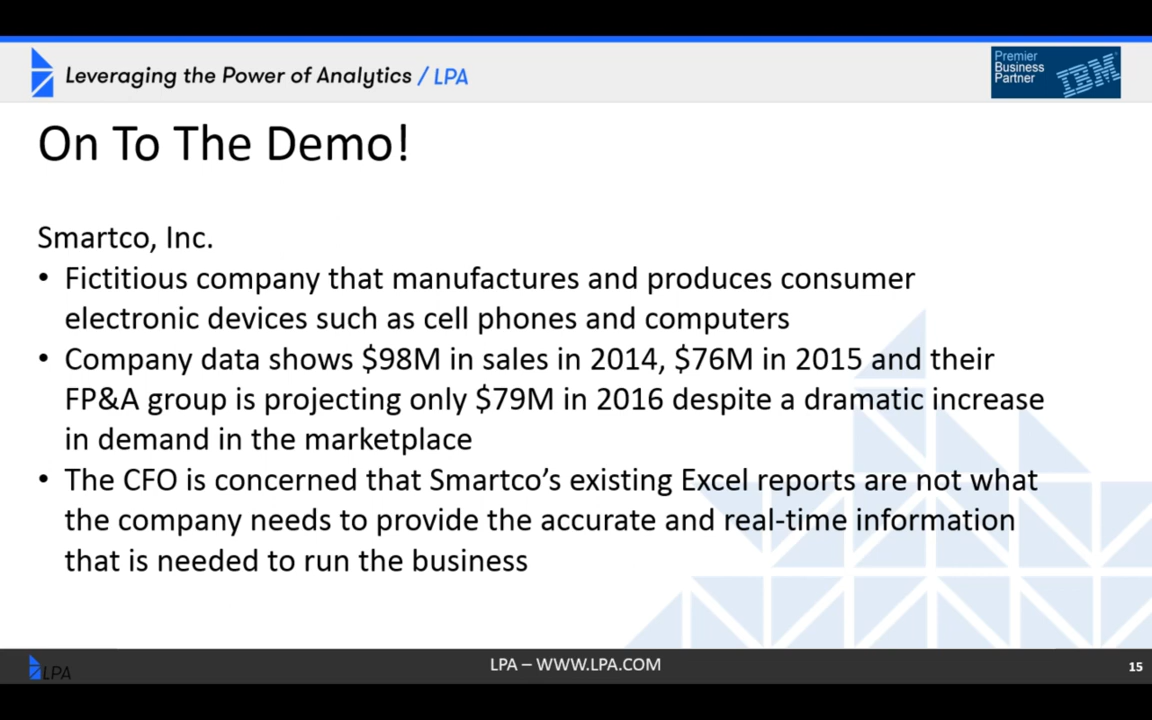 Leveraging the Power of Analytics / LPA
Premier
Business
Partner
IBM
On To The Demo!
Smartco, Inc.
• Fictitious company that manufactures and produces consumer
electronic devices such as cell phones and computers
• Company data shows $98M in sales in 2014, $76M in 2015 and their
FP&A group is projecting only $79M in 2016 despite a dramatic increase
in demand in the marketplace
• The CFO is concerned that Smartco’s existing Excel reports are not what
the company needs to provide the accurate and real-time information
that is needed to run the business
LPA
LPA – WWW.LPA.COM
15